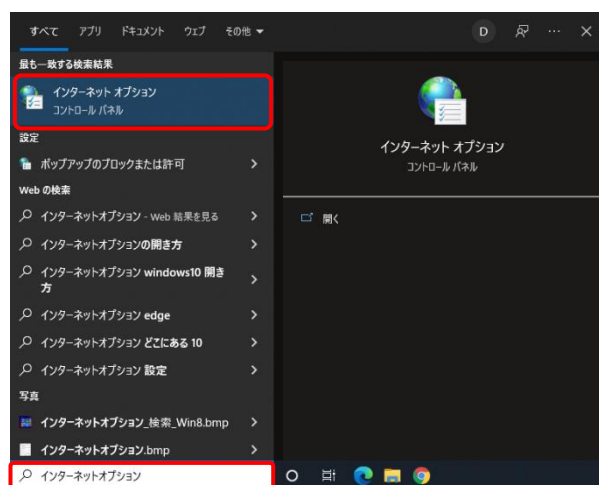 すべて アプリ ドキュメント ウェブ その他 D
最も一致する検索結果
インターネット オプション
コントロール パネル
設定
ポップアップのブロックまたは許可
Web の検索
インターネットオプション - Web 結果を見る
インターネットオプションの開き方
インターネットオプション windows10 開き
方
インターネットオプション edge
インターネットオプション どこにある 10
インターネットオプション 設定
写真
インターネットオプション_検索_Win8.bmp
インターネットオプション.bmp
インターネットオプション
インターネット オプション
コントロール パネル
開く